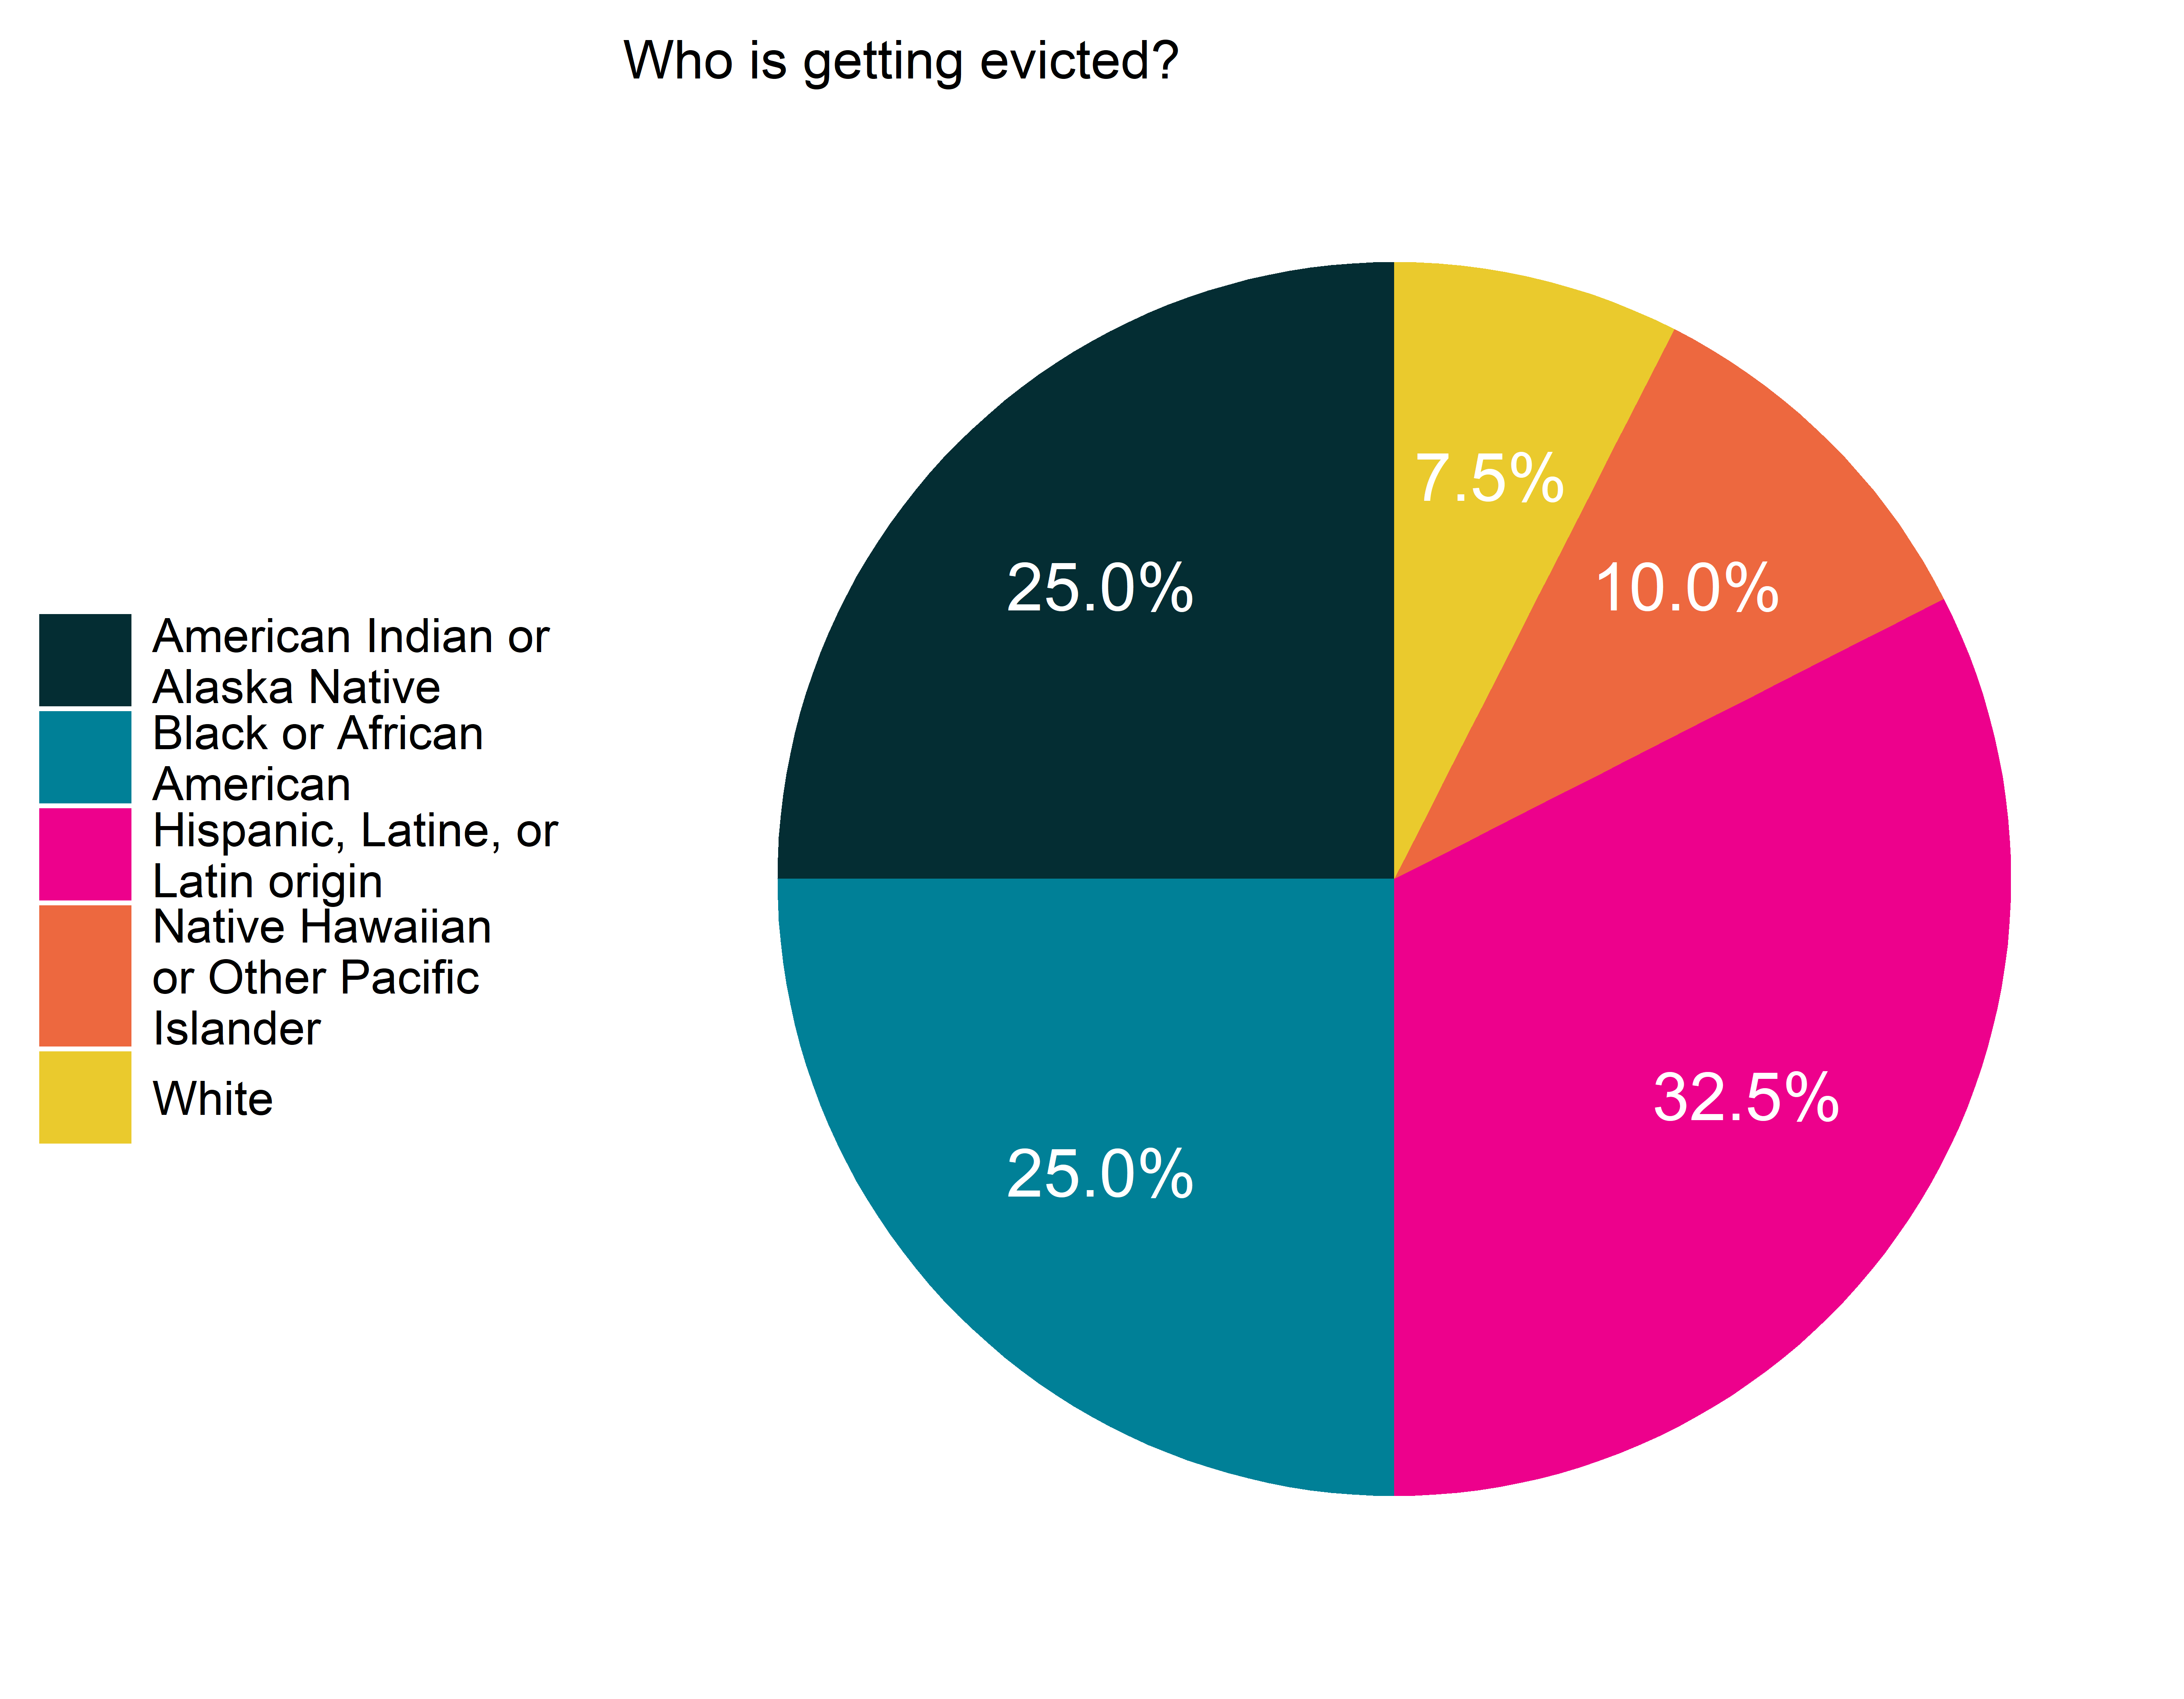 Who is getting evicted?
American Indian or
Alaska Native
Black or African
American
Hispanic, Latine, or
Latin origin
Native Hawaiian
or Other Pacific
Islander
White
7.5%
10.0%
25.0%
32.5%
25.0%